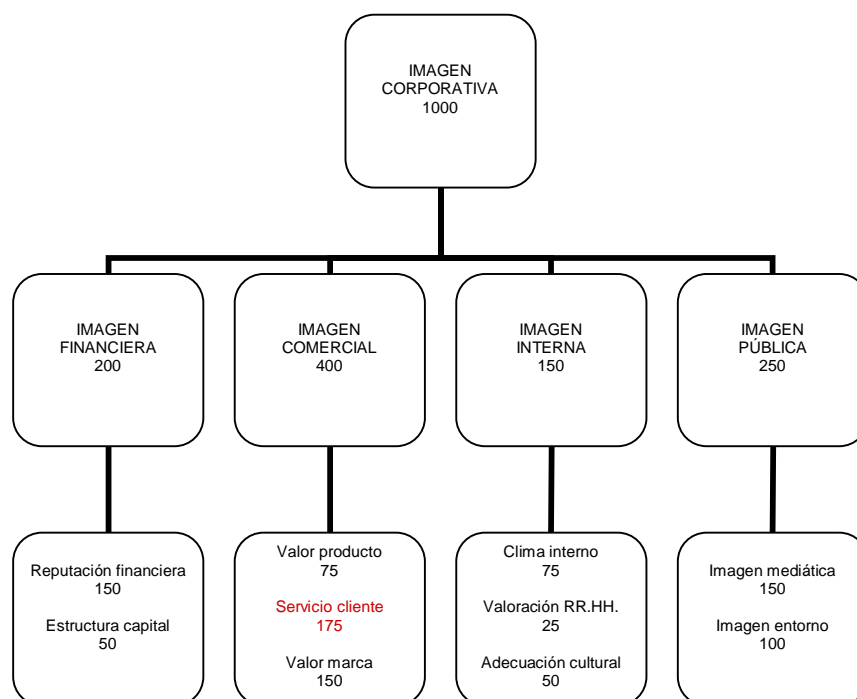 IMAGEN
CORPORATIVA
1000
IMAGEN
FINANCIERA
200
IMAGEN
COMERCIAL
400
IMAGEN
INTERNA
150
IMAGEN
PÚBLICA
250
Reputación financiera
150
Estructura capital
50
Valor producto
75
Servicio cliente
175
Valor marca
150
Clima interno
75
Valoración RR.HH.
25
Adecuación cultural
50
Imagen mediática
150
Imagen entorno
100